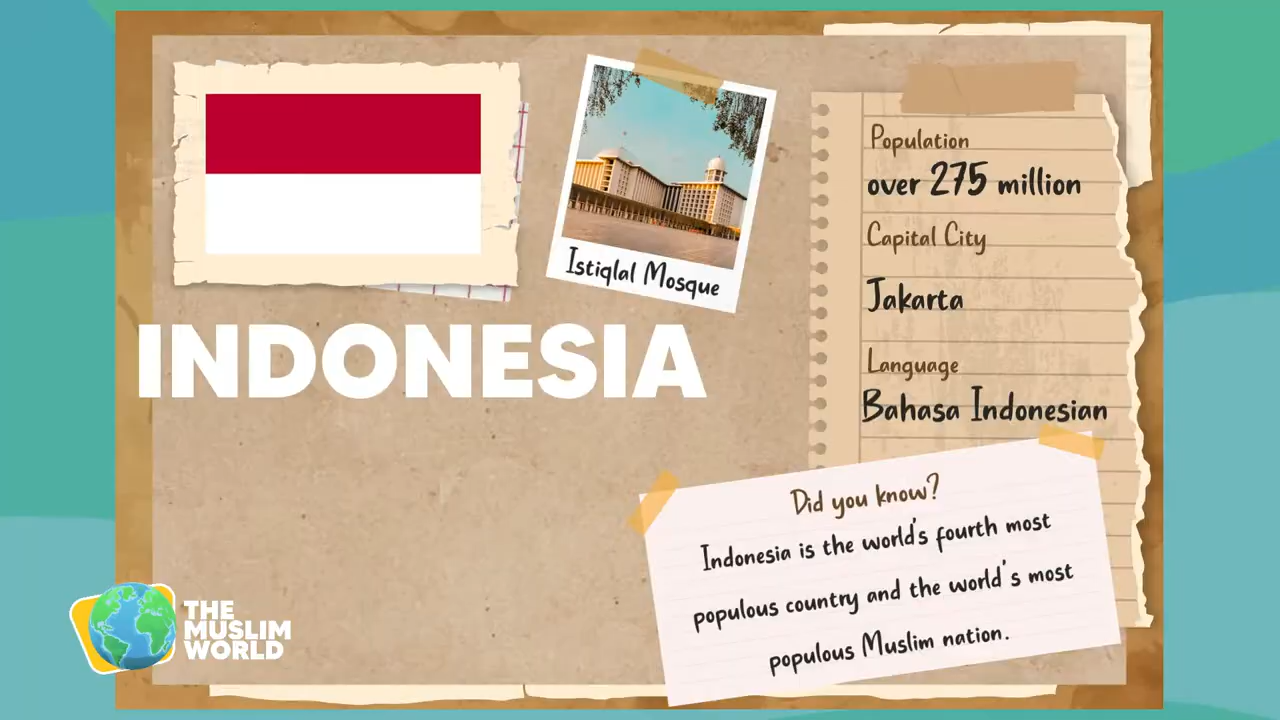 Istiqlal Mosque
INDONESIA
Population
over 275 million
Capital City
Jakarta
Language
Bahasa Indonesian
Did you know?
Indonesia is the world's fourth most
populous country and the world's most
populous Muslim nation.
THE
MUSLIM
WORLD